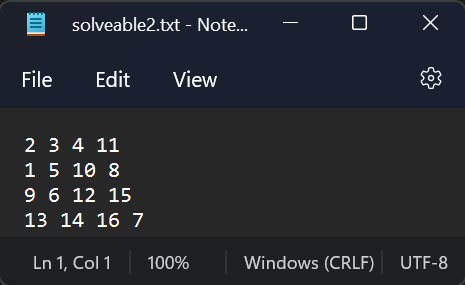 solveable2.txt - Note...
File Edit View
2 3 4 11
1 5 10 8
9 6 12 15
13 14 16 7
Ln 1, Col 1 100% Windows (CRLF) UTF-8